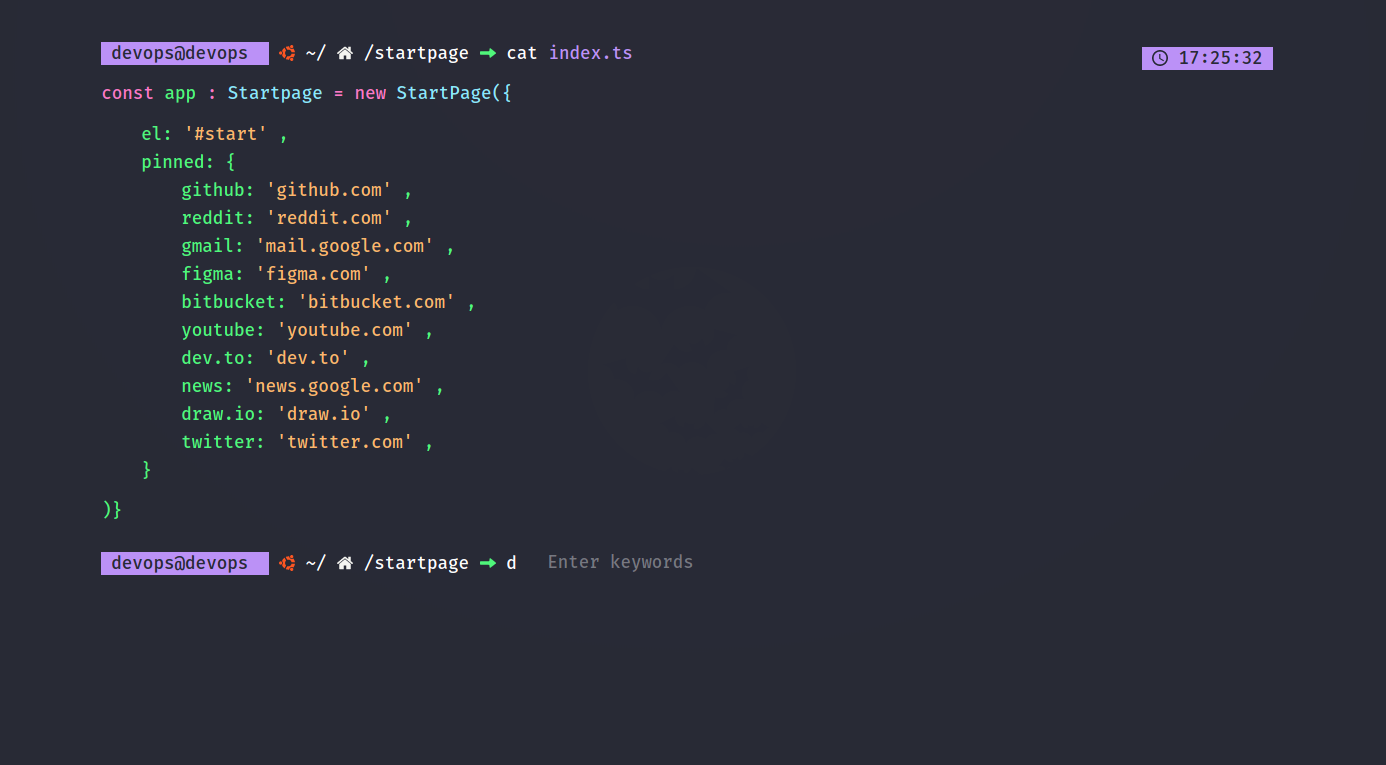 devops@devops ~/ /startpage cat index.ts
17:25:32
const app : Startpage = new StartPage({
el: '#start' ,
pinned: {
github: 'github.com' ,
reddit: 'reddit.com' ,
gmail: 'mail.google.com' ,
figma: 'figma.com' ,
bitbucket: 'bitbucket.com' ,
youtube: 'youtube.com' ,
dev.to: 'dev.to' ,
news: 'news.google.com' ,
draw.io: 'draw.io' ,
twitter: 'twitter.com' ,
}
)}
devops@devops ~/ /startpage d Enter keywords